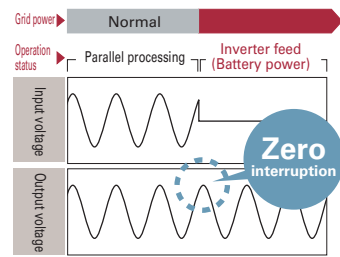 Grid power
Normal
Operation
status
Parallel processing
Inverter feed
(Battery power)
Input voltage
Output voltage
Zero
interruption